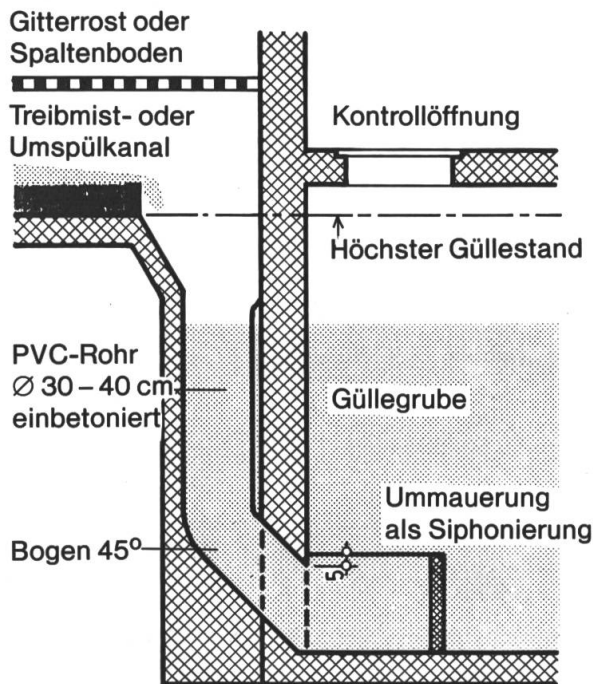 Gitterrost oder
Spaltenboden
Treibmist- oder
Umspülkanal
Kontrollöffnung
Höchster Güllestand
PVC-Rohr
Ø 30 – 40 cm
einbetoniert
Güllegrube
Ummauerung
als Siphonierung
Bogen 45º
5